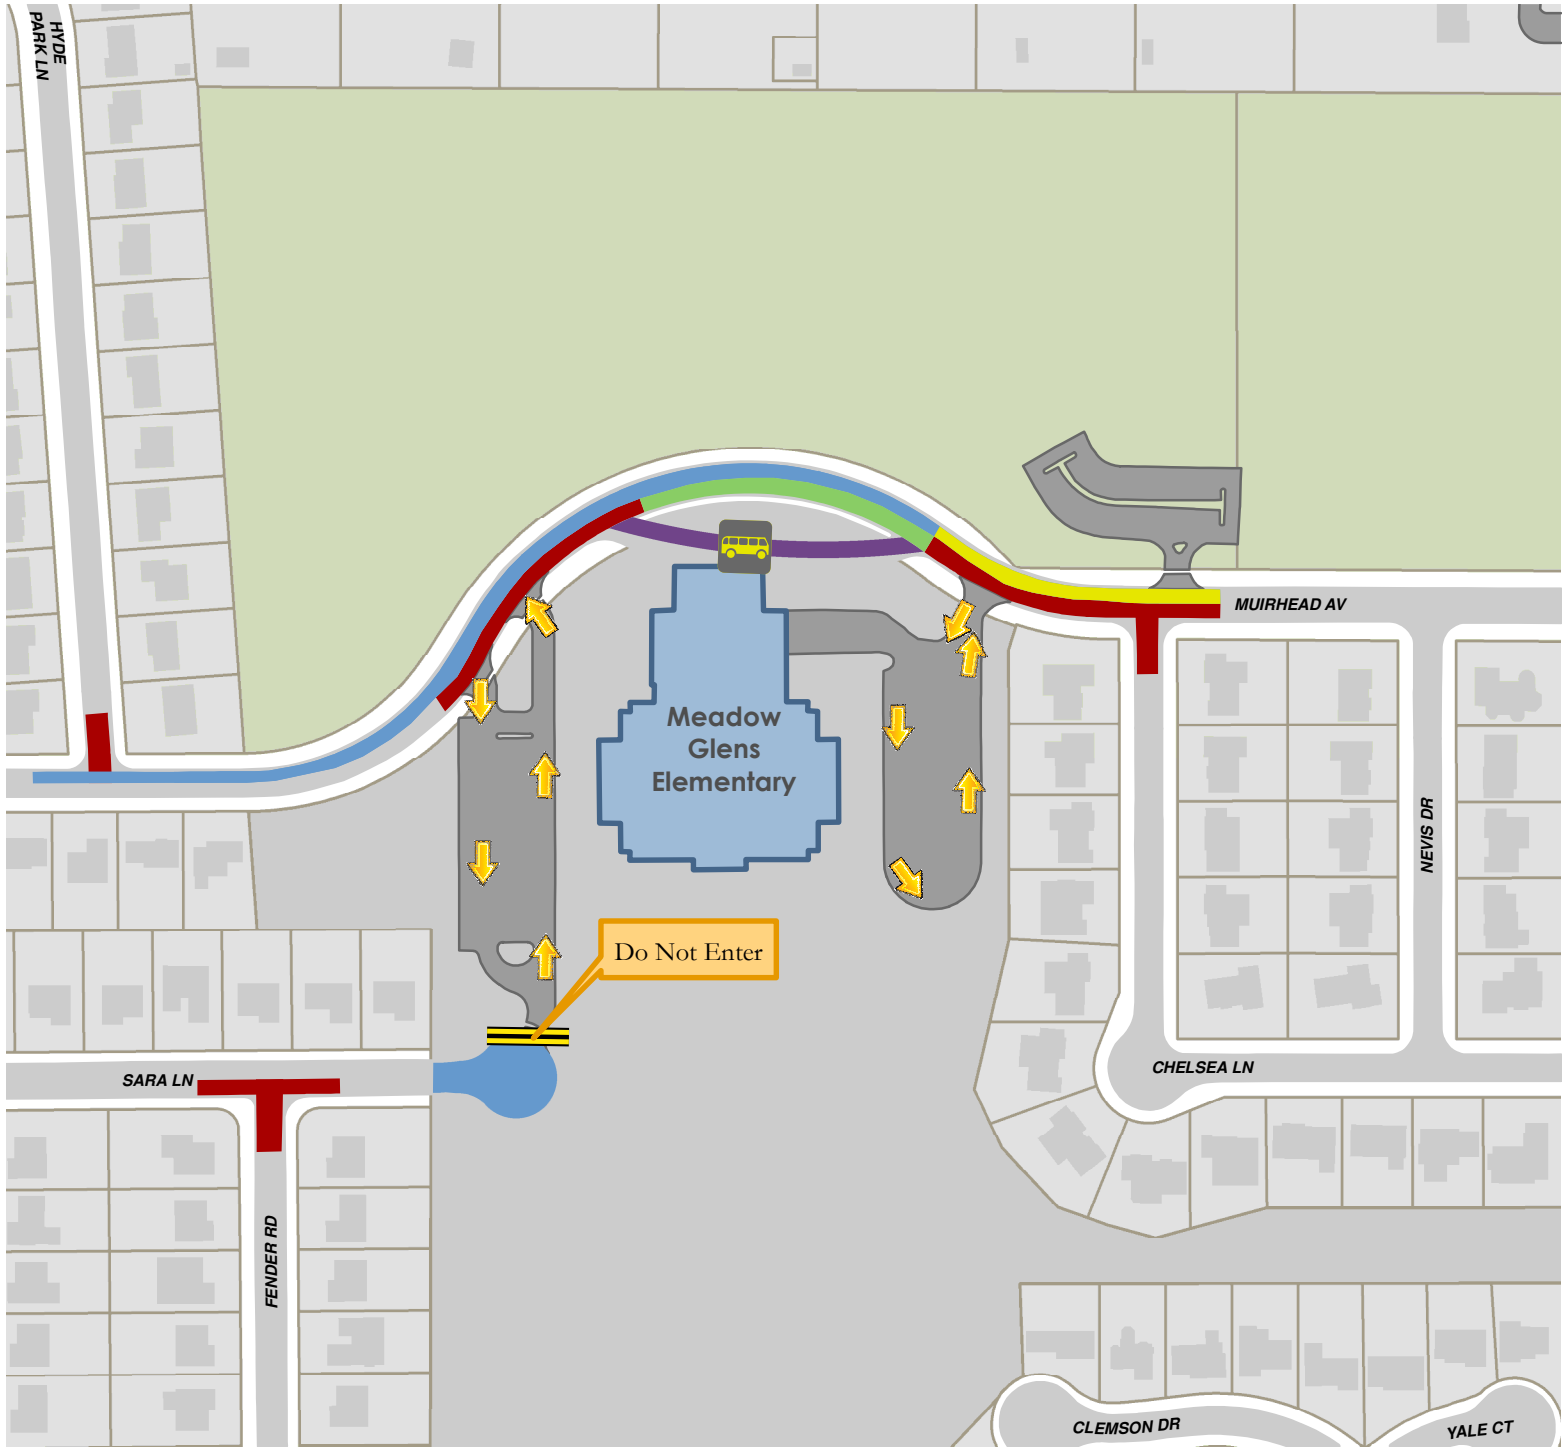 HYDE
PARK LN
MUIRHEAD AV
Meadow
Glens
Elementary
NEVIS DR
Do Not Enter
CHELSEA LN
SARA LN
FENDER RD
CLEMSON DR
YALE CT